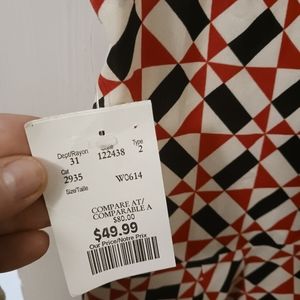 Dept/Rayon Style Type
31 122438 2
Cat
2935 W0614
Size/Taille
COMPARE AT/
COMPARABLE A
$80.00
$49.99
Our Price/Notre Prix